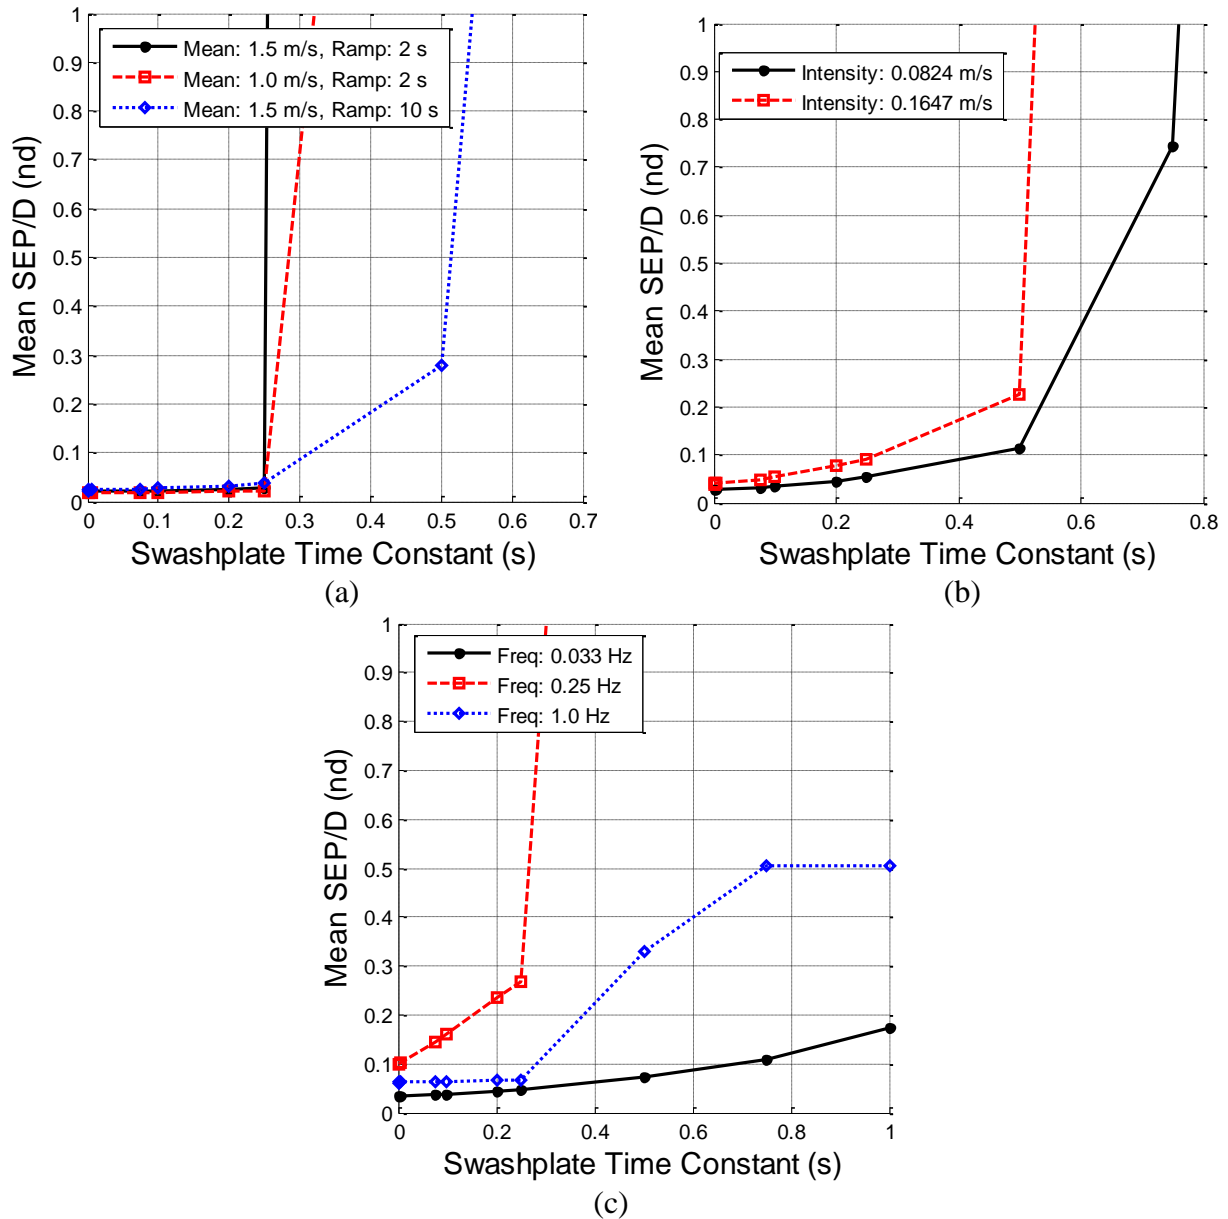 1
0.9
0.8
0.7
0.6
0.5
0.4
0.3
0.2
0.1
0
Mean SEP/D (nd)
Mean: 1.5 m/s, Ramp: 2 s
Mean: 1.0 m/s, Ramp: 2 s
Mean: 1.5 m/s, Ramp: 10 s
0 0.1 0.2 0.3 0.4 0.5 0.6 0.7
Swashplate Time Constant (s)
(a)
1
0.9
0.8
0.7
0.6
0.5
0.4
0.3
0.2
0.1
0
Mean SEP/D (nd)
Intensity: 0.0824 m/s
Intensity: 0.1647 m/s
0 0.2 0.4 0.6 0.8
Swashplate Time Constant (s)
(b)
1
0.9
0.8
0.7
0.6
0.5
0.4
0.3
0.2
0.1
0
Mean SEP/D (nd)
Freq: 0.033 Hz
Freq: 0.25 Hz
Freq: 1.0 Hz
0 0.2 0.4 0.6 0.8 1
Swashplate Time Constant (s)
(c)